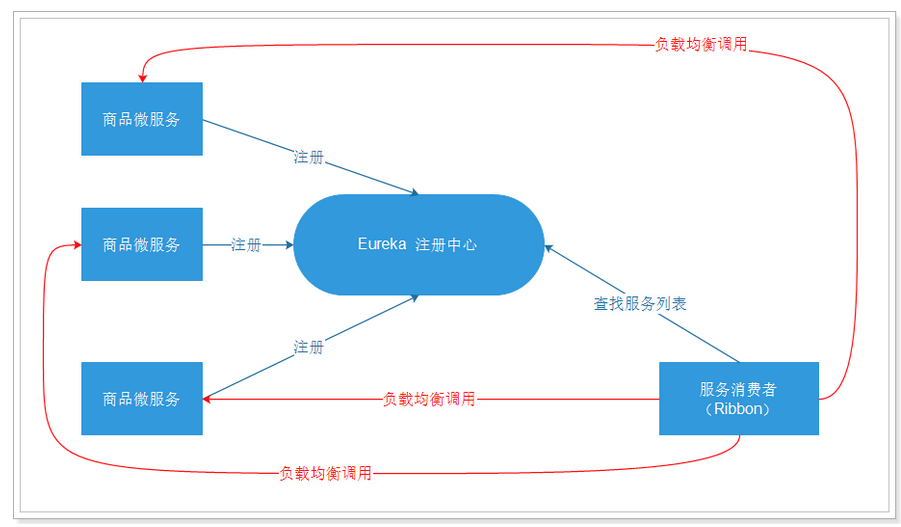 负载均衡调用
商品微服务
注册
商品微服务
注册
Eureka 注册中心
查找服务列表
注册
商品微服务
负载均衡调用
服务消费者
（Ribbon）
负载均衡调用